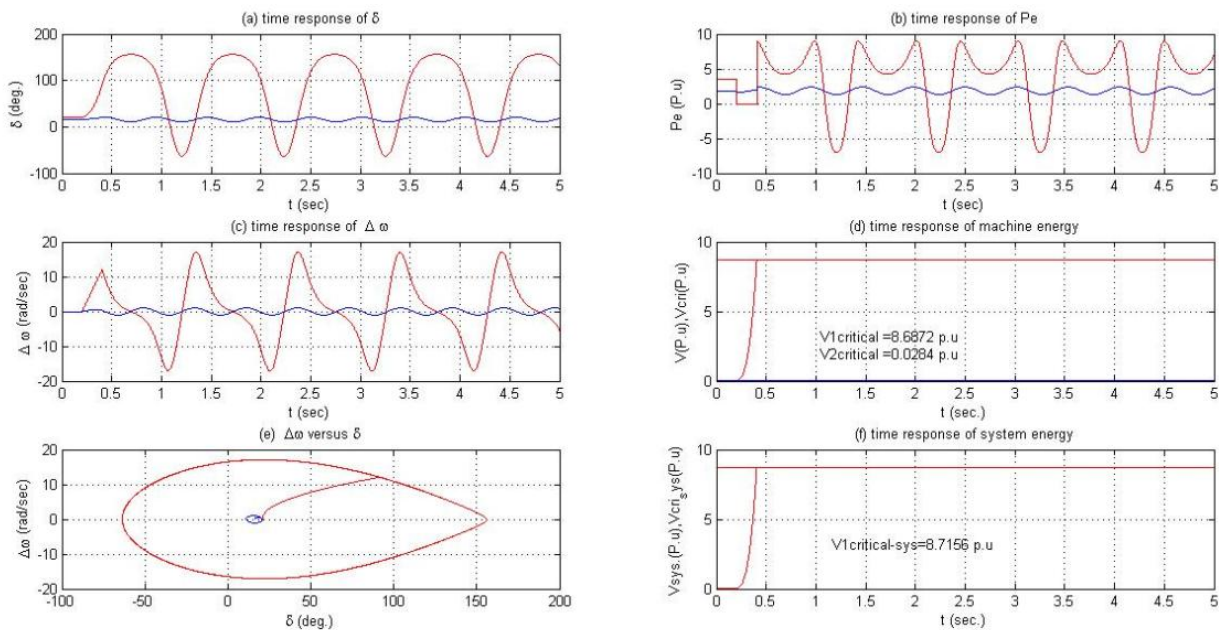 (a) time response of δ
δ (deg.)
200
100
0
-100
0 0.5 1 1.5 2 2.5 3 3.5 4 4.5 5
t (sec)
(b) time response of Pe
Pe (P.u)
10
5
0
-5
-10
0 0.5 1 1.5 2 2.5 3 3.5 4 4.5 5
t (sec)
(c) time response of Δ ω
Δ ω (rad/sec)
20
10
0
-10
-20
0 0.5 1 1.5 2 2.5 3 3.5 4 4.5 5
t (sec)
(d) time response of machine energy
V(P.u),Vcri(P.u)
10
5
0
V1critical =8.6872 p.u
V2critical =0.0284 p.u
0 0.5 1 1.5 2 2.5 3 3.5 4 4.5 5
t (sec.)
(e) Δω versus δ
Δω (rad/sec)
20
10
0
-10
-20
-100 -50 0 50 100 150 200
δ (deg.)
(f) time response of system energy
Vsys.(P.u),Vcri_sys(P.u)
10
5
0
V1critical-sys=8.7156 p.u
0 0.5 1 1.5 2 2.5 3 3.5 4 4.5 5
t (sec.)